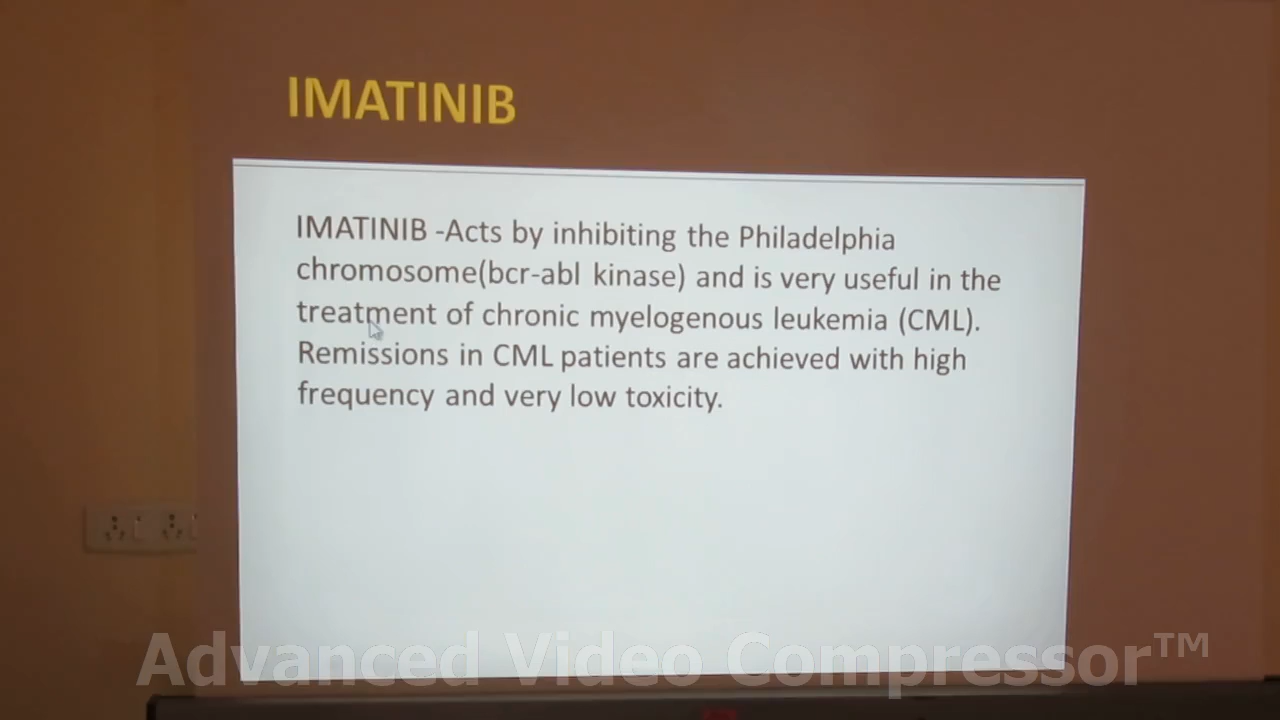 IMATINIB
IMATINIB -Acts by inhibiting the Philadelphia
chromosome(bcr-abl kinase) and is very useful in the
treatment of chronic myelogenous leukemia (CML).
Remissions in CML patients are achieved with high
frequency and very low toxicity.
Advanced Video Compressor™